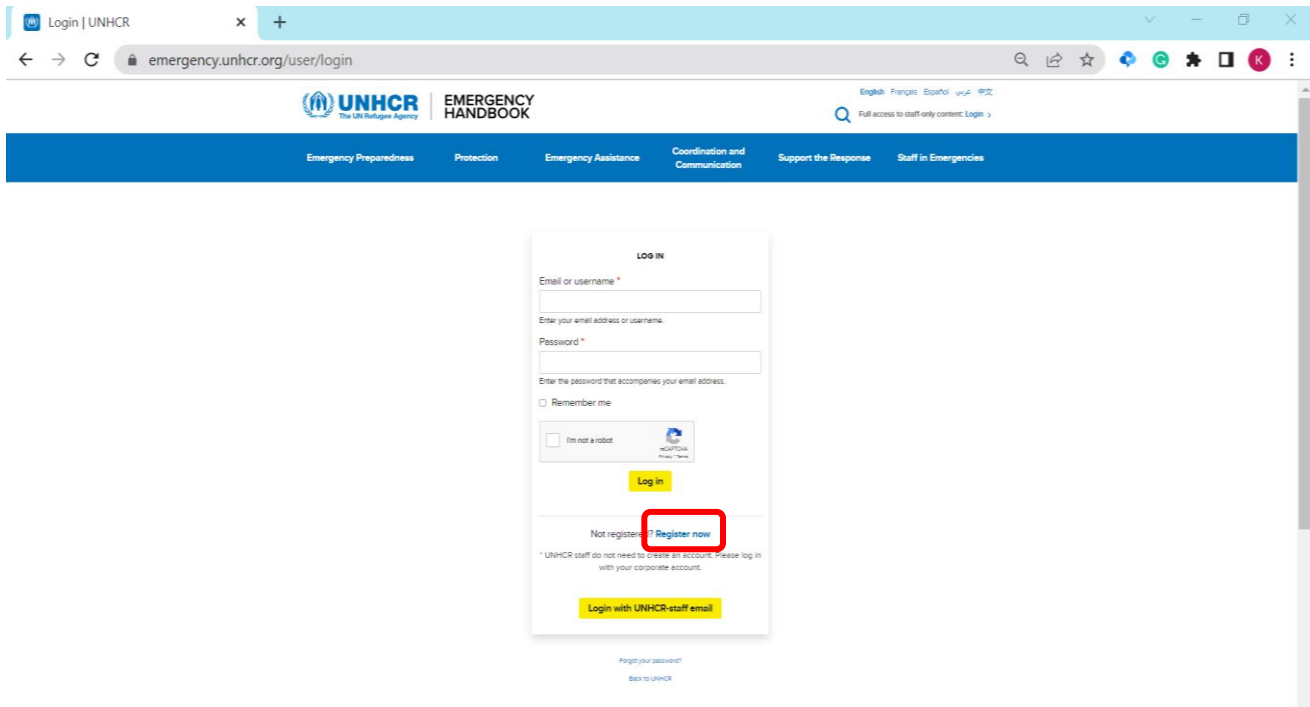 Login | UNHCR
emergency.unhcr.org/user/login
K
UNHCR
The UN Refugee Agency
EMERGENCY
HANDBOOK
English Français Español عربي 中文
Full access to staff-only content: Login >
Emergency Preparedness
Protection
Emergency Assistance
Coordination and
Communication
Support the Response
Staff in Emergencies
LOG IN
Email or username *
Enter your email address or username.
Password *
Enter the password that accompanies your email address.
Remember me
I'm not a robot
reCAPTCHA
Privacy - Terms
Log in
Not registered? Register now
* UNHCR staff do not need to create an account. Please log in
with your corporate account.
Login with UNHCR-staff email
Forgot your password?
Back to UNHCR